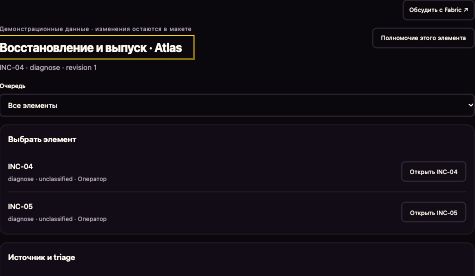 Обсудить с Fabric ↗
Демонстрационные данные · изменения остаются в макете
Восстановление и выпуск · Atlas
Полномочие этого элемента
INC-04 · diagnose · revision 1
Очередь
Все элементы
Выбрать элемент
INC-04
diagnose · unclassified · Оператор
Открыть INC-04
INC-05
diagnose · unclassified · Оператор
Открыть INC-05
Источник и triage